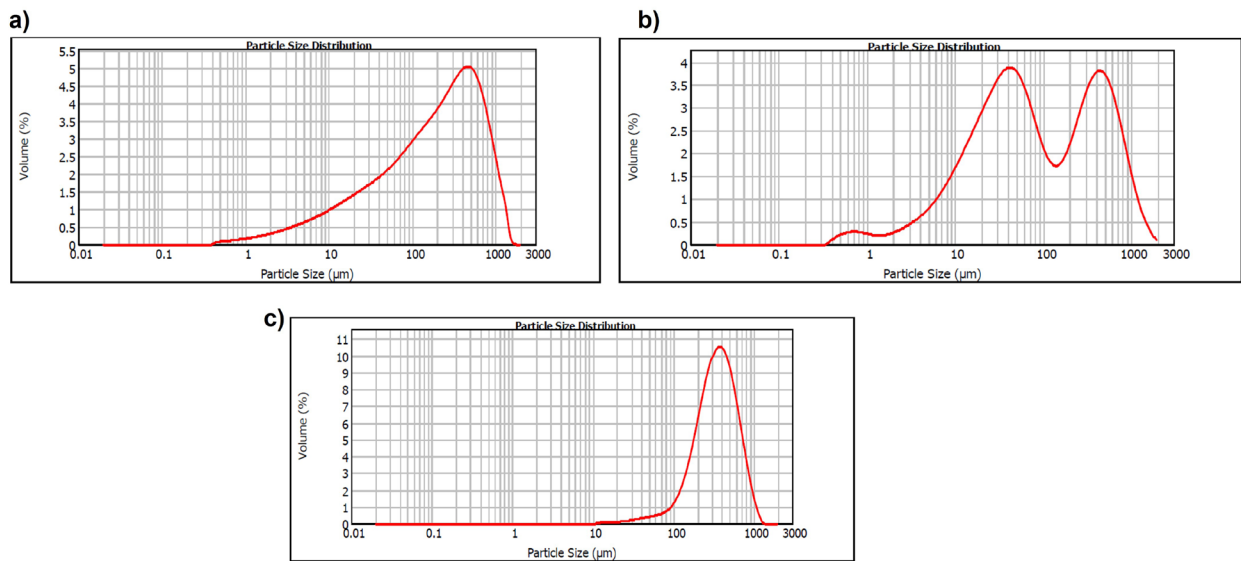 a)
Particle Size Distribution
5.5
5
4.5
4
3.5
3
2.5
2
1.5
1
0.5
0
Volume (%)
0.01 0.1 1 10 100 1000 3000
Particle Size (µm)
b)
Particle Size Distribution
4
3.5
3
2.5
2
1.5
1
0.5
0
Volume (%)
0.01 0.1 1 10 100 1000 3000
Particle Size (µm)
c)
Particle Size Distribution
11
10
9
8
7
6
5
4
3
2
1
0
Volume (%)
0.01 0.1 1 10 100 1000 3000
Particle Size (µm)